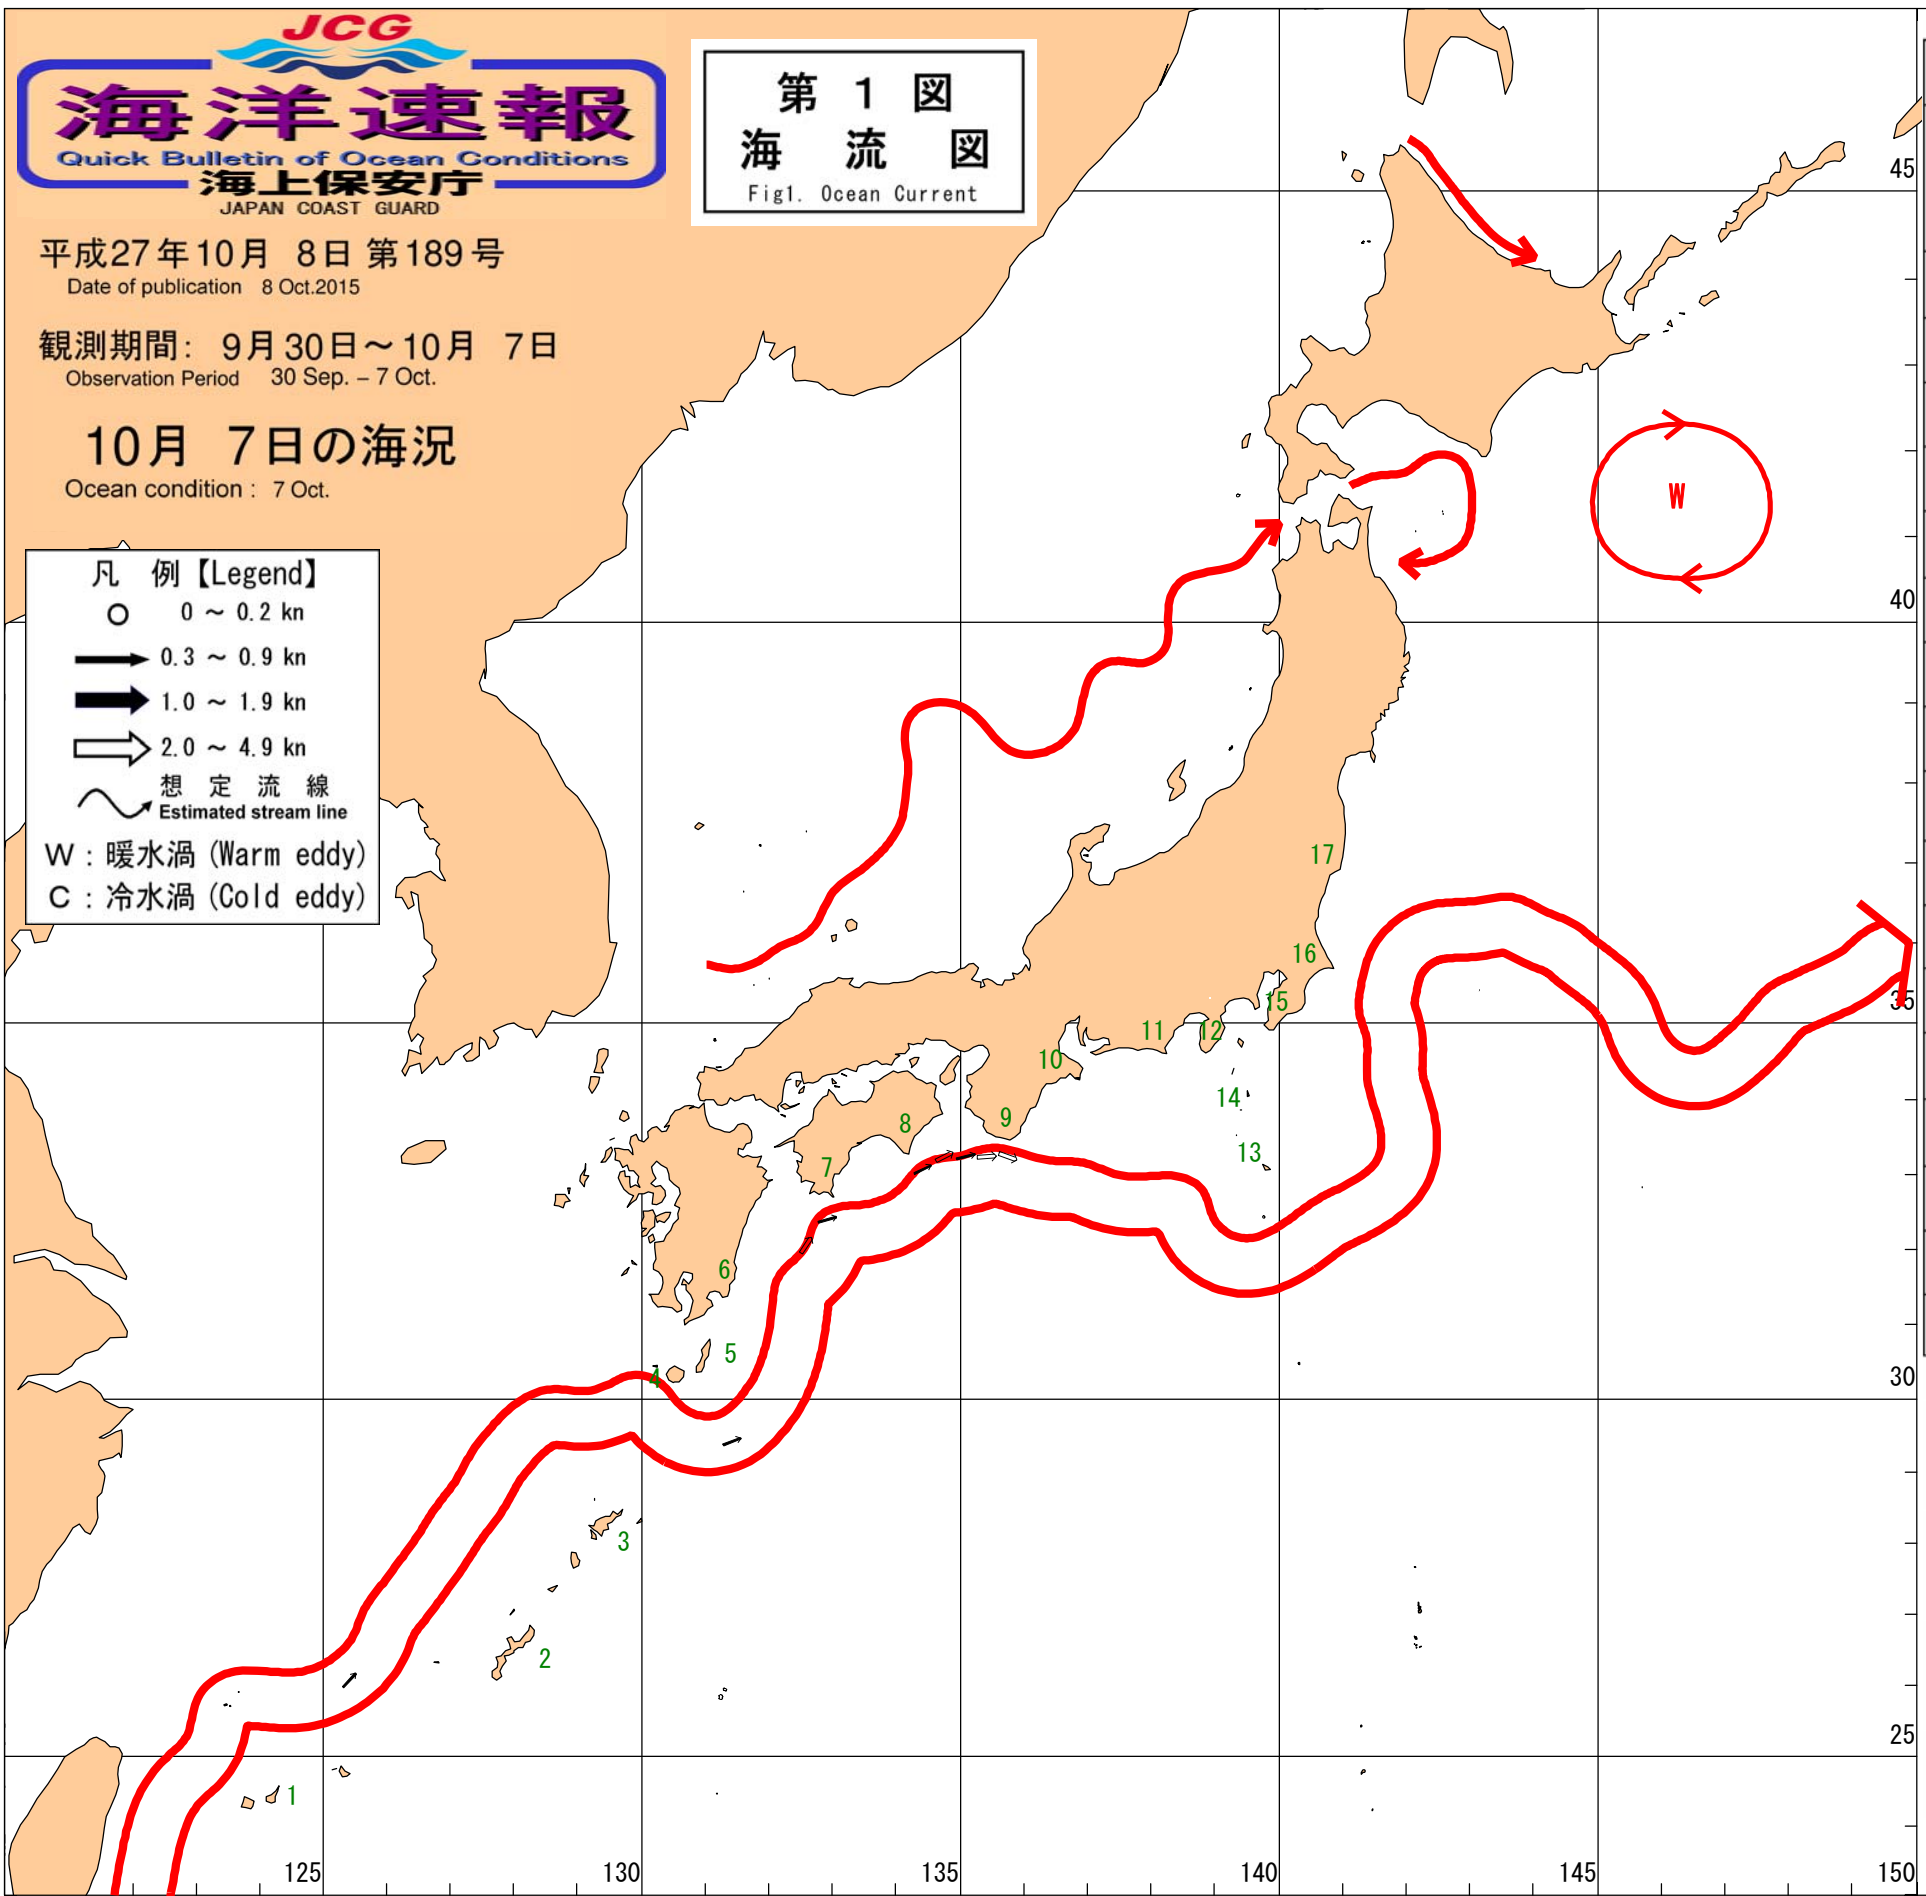 JCG
海洋速報
Quick Bulletin of Ocean Conditions
海上保安庁
JAPAN COAST GUARD
第 1 図
海 流 図
Fig1. Ocean Current
平成27年10月 8日 第189号
Date of publication 8 Oct.2015
観測期間: 9月30日～10月 7日
Observation Period 30 Sep. – 7 Oct.
10月 7日の海況
Ocean condition : 7 Oct.
凡 例【Legend】
0 ～ 0.2 kn
0.3 ～ 0.9 kn
1.0 ～ 1.9 kn
2.0 ～ 4.9 kn
想 定 流 線
Estimated stream line
W : 暖水渦 (Warm eddy)
C : 冷水渦 (Cold eddy)
45
W
40
17
16
35
15
12
11
10
14
9
8
13
7
6
5
4
30
3
2
25
1
125
130
135
140
145
150